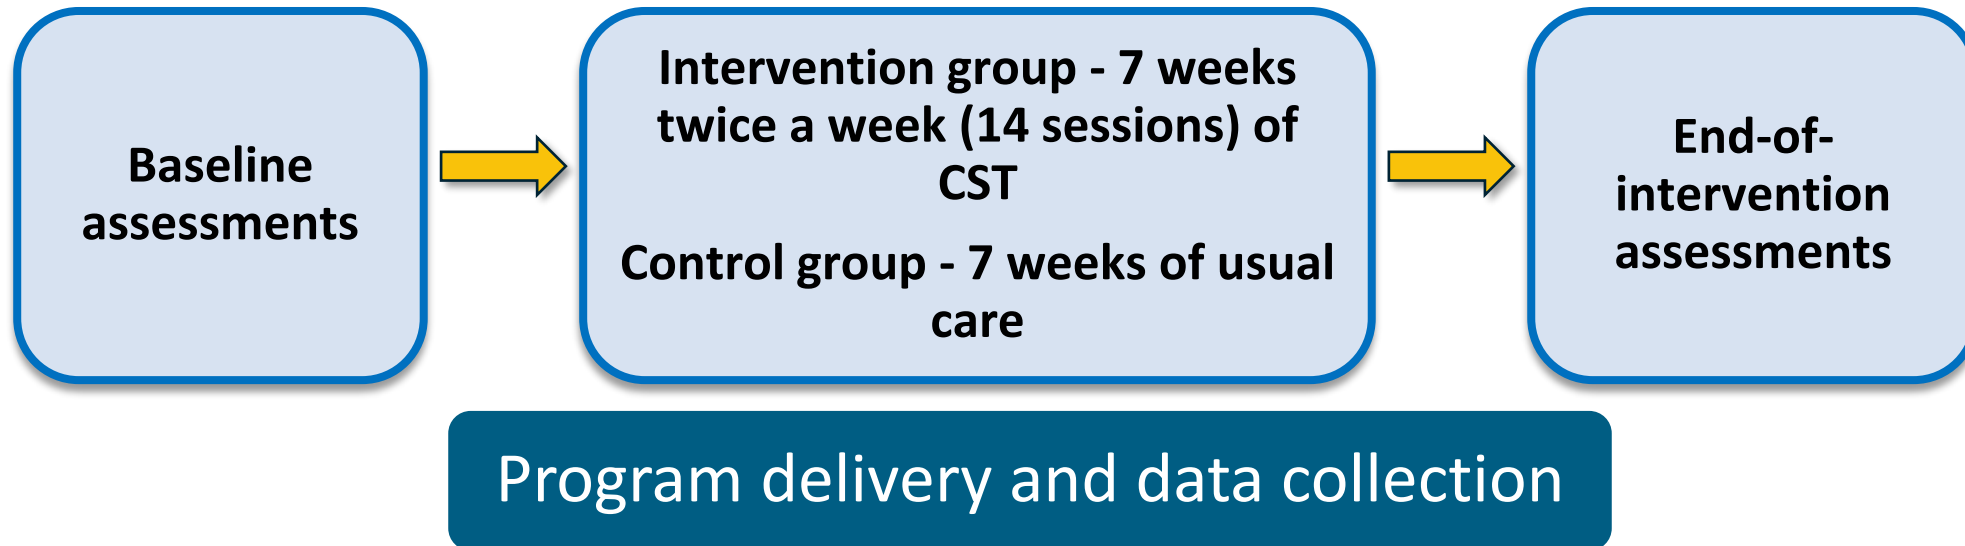 Baseline
assessments
Intervention group - 7 weeks
twice a week (14 sessions) of
CST
Control group - 7 weeks of usual
care
End-of-
intervention
assessments
Program delivery and data collection